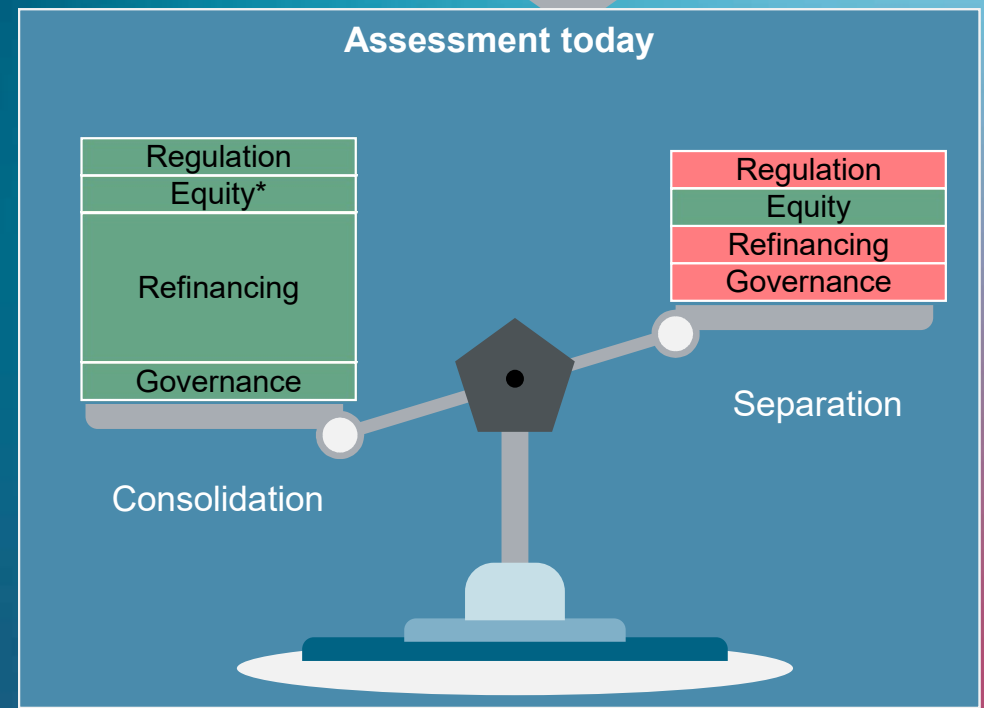 Assessment today
Regulation
Equity*
Refinancing
Governance
Consolidation
Regulation
Equity
Refinancing
Governance
Separation